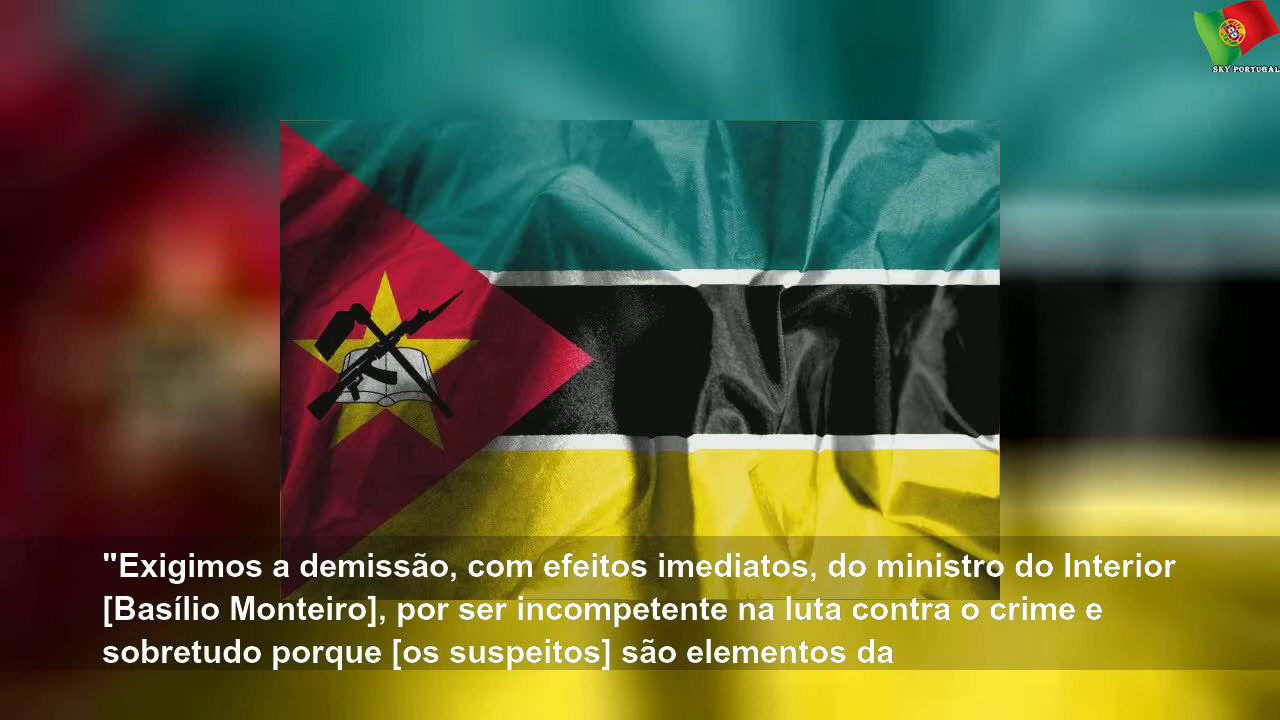 SKY PORTUGAL
"Exigimos a demissão, com efeitos imediatos, do ministro do Interior
[Basílio Monteiro], por ser incompetente na luta contra o crime e
sobretudo porque [os suspeitos] são elementos da